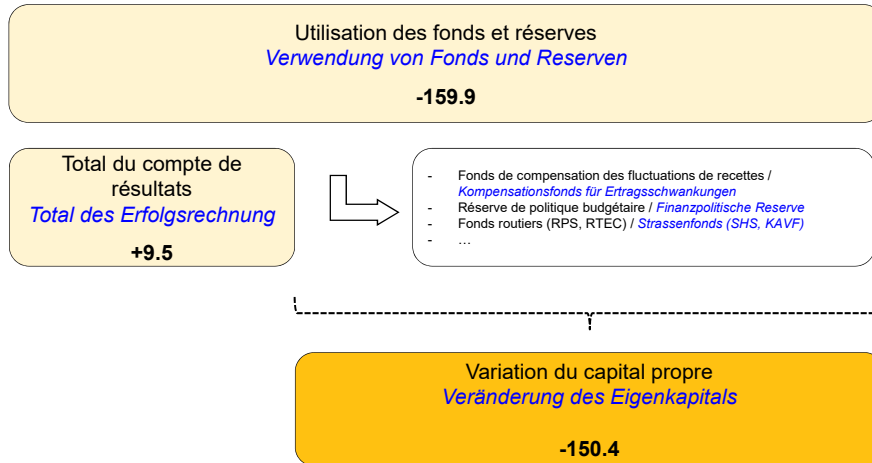 Utilisation des fonds et réserves
Verwendung von Fonds und Reserven
-159.9
Total du compte de
résultats
Total des Erfolgsrechnung
+9.5
- Fonds de compensation des fluctuations de recettes /
Kompensationsfonds für Ertragsschwankungen
- Réserve de politique budgétaire / Finanzpolitische Reserve
- Fonds routiers (RPS, RTEC) / Strassenfonds (SHS, KAVF)
- …
Variation du capital propre
Veränderung des Eigenkapitals
-150.4